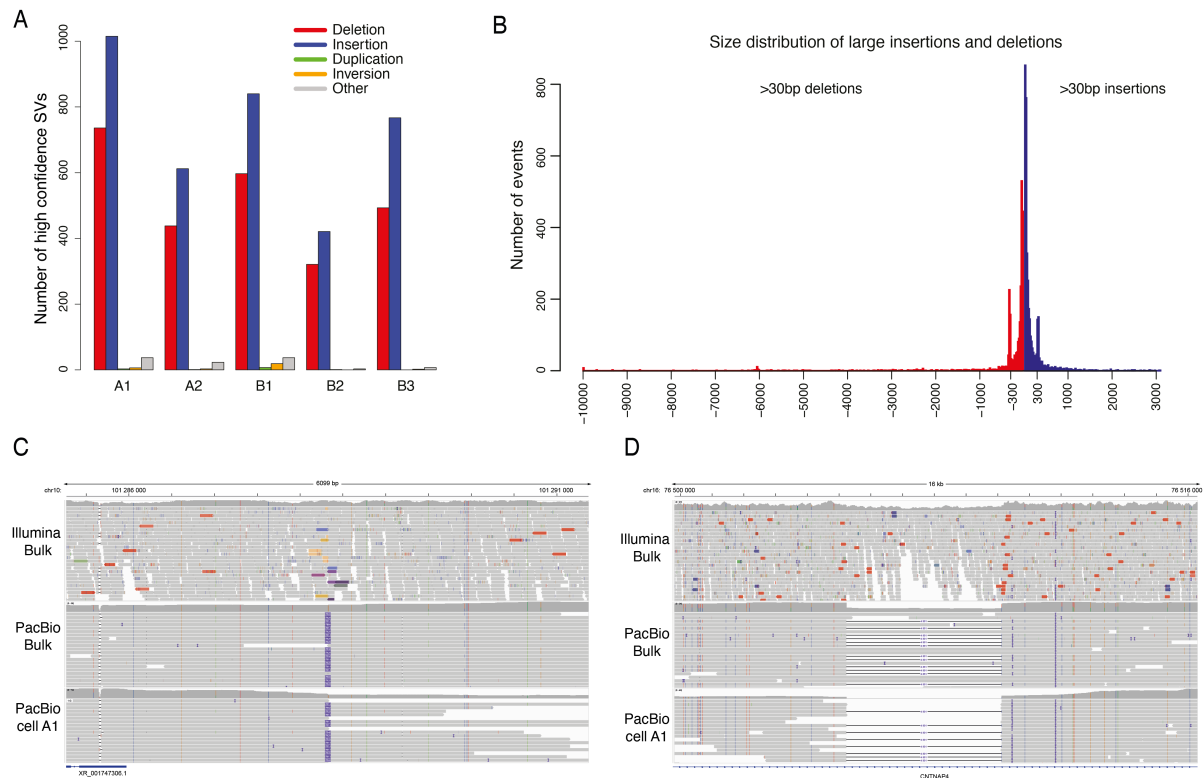 A
Deletion
Insertion
Duplication
Inversion
Other
Number of high confidence SVs
0
200
400
600
800
1000
A1 A2 B1 B2 B3
B
Size distribution of large insertions and deletions
>30bp deletions
>30bp insertions
Number of events
0
200
400
600
800
−10000 −9000 −8000 −7000 −6000 −5000 −4000 −3000 −2000 −1000 −300 300 1000 2000 3000
C
chr10:
6099 bp
101 286 000
101 291 000
illumina
Bulk
PacBio
Bulk
PacBio
cell A1
XR_001747306.1
D
chr16:
16 kb
76 500 000
76 516 000
Illumina
Bulk
PacBio
Bulk
PacBio
cell A1
CNTNAP4